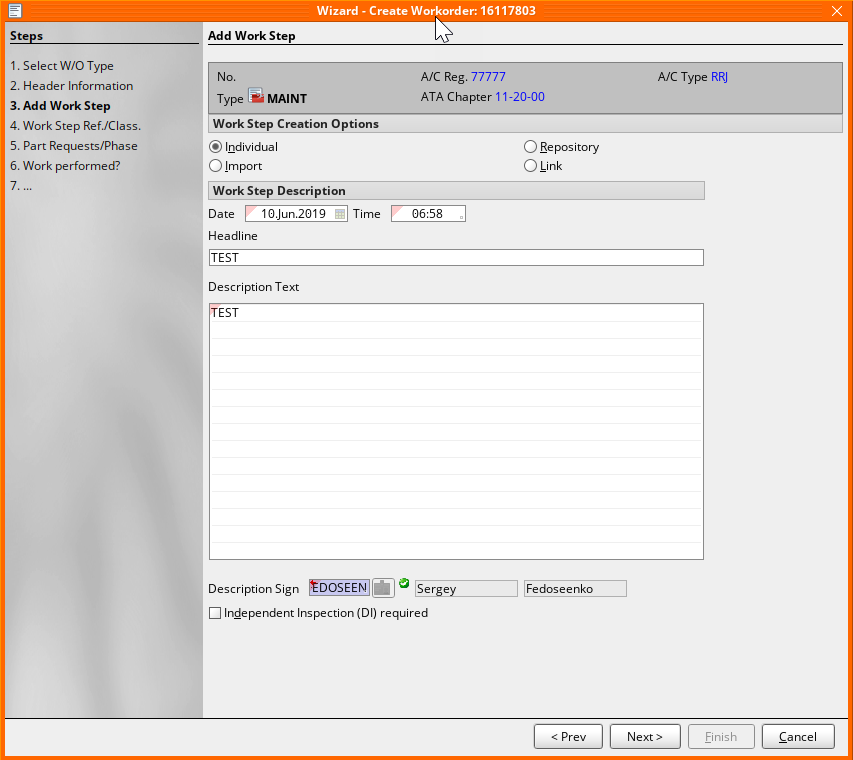 Wizard - Create Workorder: 16117803
Steps
1. Select W/O Type
2. Header Information
3. Add Work Step
4. Work Step Ref./Class.
5. Part Requests/Phase
6. Work performed?
7. ...
Add Work Step
No. A/C Reg. 77777 A/C Type RRJ
Type MAINT ATA Chapter 11-20-00
Work Step Creation Options
Individual Repository
Import Link
Work Step Description
Date 10.Jun.2019 Time 06:58
Headline
TEST
Description Text
TEST
Description Sign EDOSEEN Sergey Fedoseenko
Independent Inspection (DI) required
< Prev Next > Finish Cancel